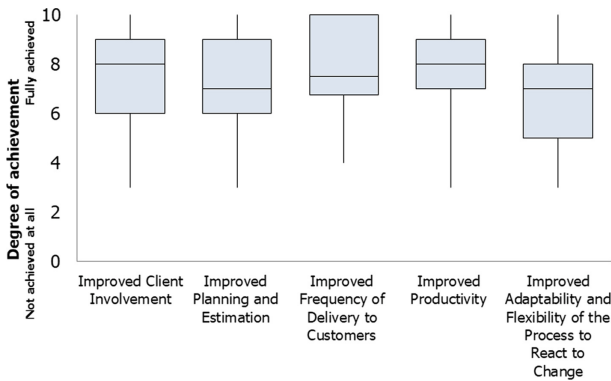 Degree of achievement
Fully achieved
Not achieved at all
10
8
6
4
2
0
Improved Client
Involvement
Improved
Planning and
Estimation
Improved
Frequency of
Delivery to
Customers
Improved
Productivity
Improved
Adaptability and
Flexibility of the
Process to
React to
Change